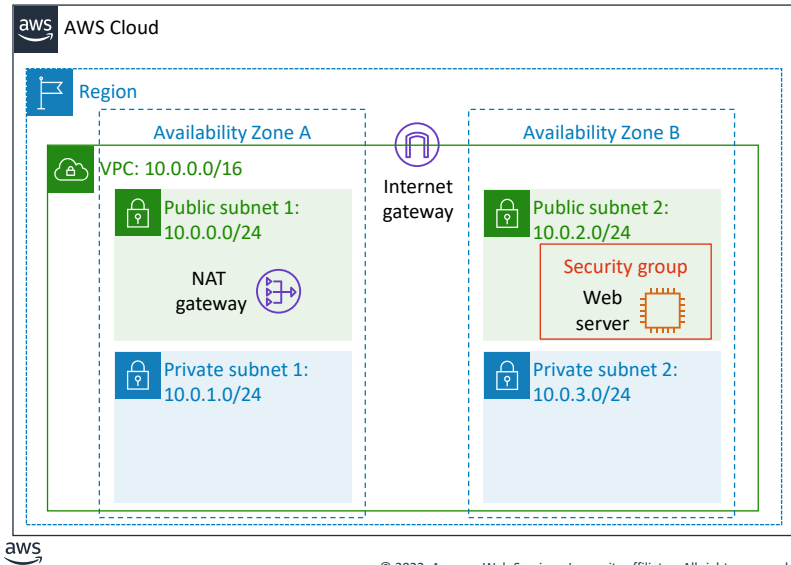 aws
AWS Cloud
Region
Availability Zone A
Availability Zone B
VPC: 10.0.0.0/16
Internet
gateway
Public subnet 1:
10.0.0.0/24
NAT
gateway
Public subnet 2:
10.0.2.0/24
Security group
Web
server
Private subnet 1:
10.0.1.0/24
Private subnet 2:
10.0.3.0/24
aws